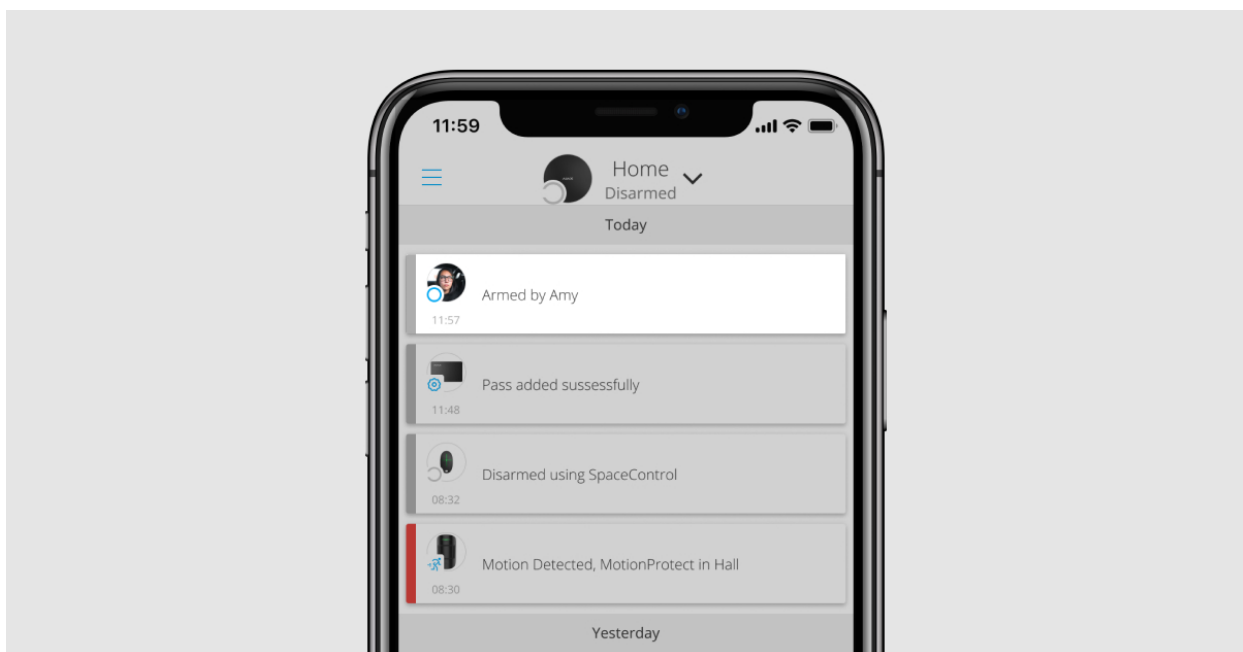 11:59
Home
Disarmed
Today
Armed by Amy
11:57
Pass added sussessfully
11:48
Disarmed using SpaceControl
08:32
Motion Detected, MotionProtect in Hall
08:30
Yesterday